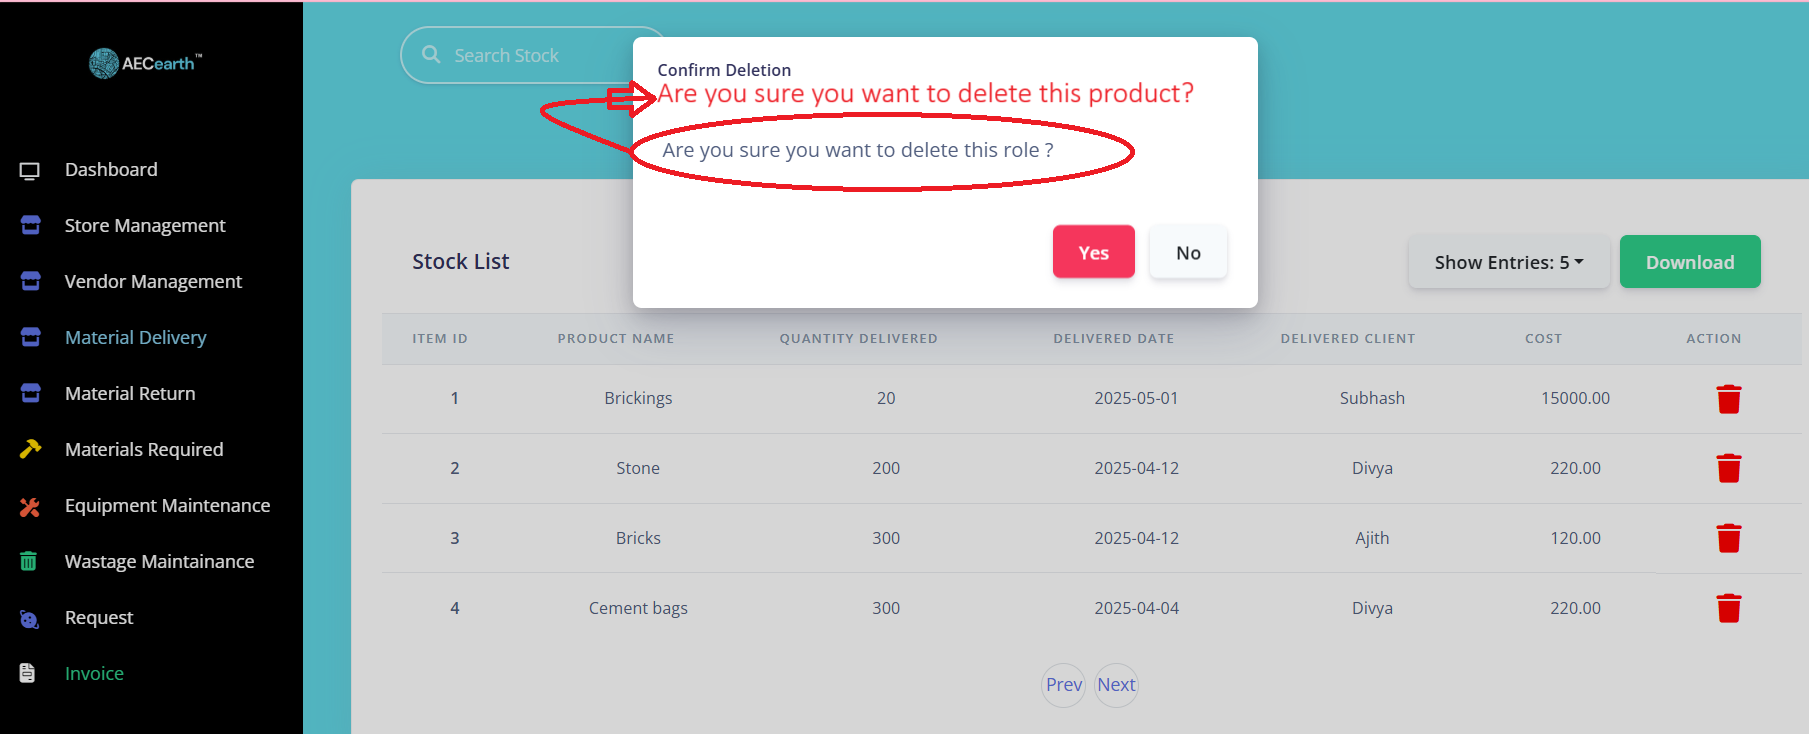 AECearth™
Dashboard
Store Management
Vendor Management
Material Delivery
Material Return
Materials Required
Equipment Maintenance
Wastage Maintainance
Request
Invoice
Search Stock
Confirm Deletion
Are you sure you want to delete this product?
Are you sure you want to delete this role ?
Yes No
Stock List Show Entries: 5 Download
ITEM ID PRODUCT NAME QUANTITY DELIVERED DELIVERED DATE DELIVERED CLIENT COST ACTION
1 Brickings 20 2025-05-01 Subhash 15000.00
2 Stone 200 2025-04-12 Divya 220.00
3 Bricks 300 2025-04-12 Ajith 120.00
4 Cement bags 300 2025-04-04 Divya 220.00
Prev Next